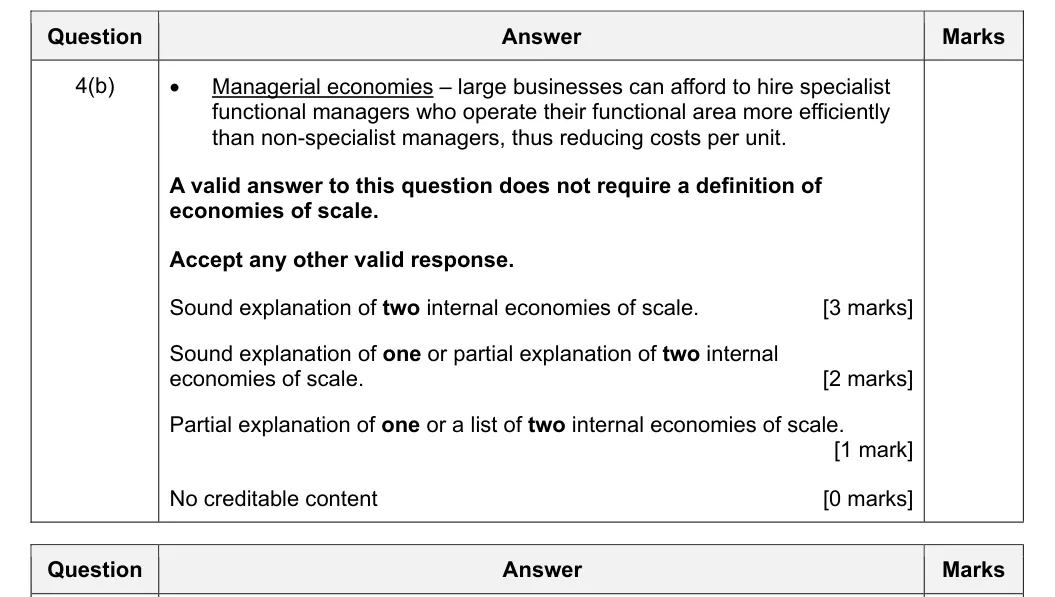 Question Answer Marks
4(b) • Managerial economies – large businesses can afford to hire specialist
functional managers who operate their functional area more efficiently
than non-specialist managers, thus reducing costs per unit.
A valid answer to this question does not require a definition of
economies of scale.
Accept any other valid response.
Sound explanation of two internal economies of scale. [3 marks]
Sound explanation of one or partial explanation of two internal
economies of scale. [2 marks]
Partial explanation of one or a list of two internal economies of scale.
[1 mark]
No creditable content [0 marks]
Question Answer Marks